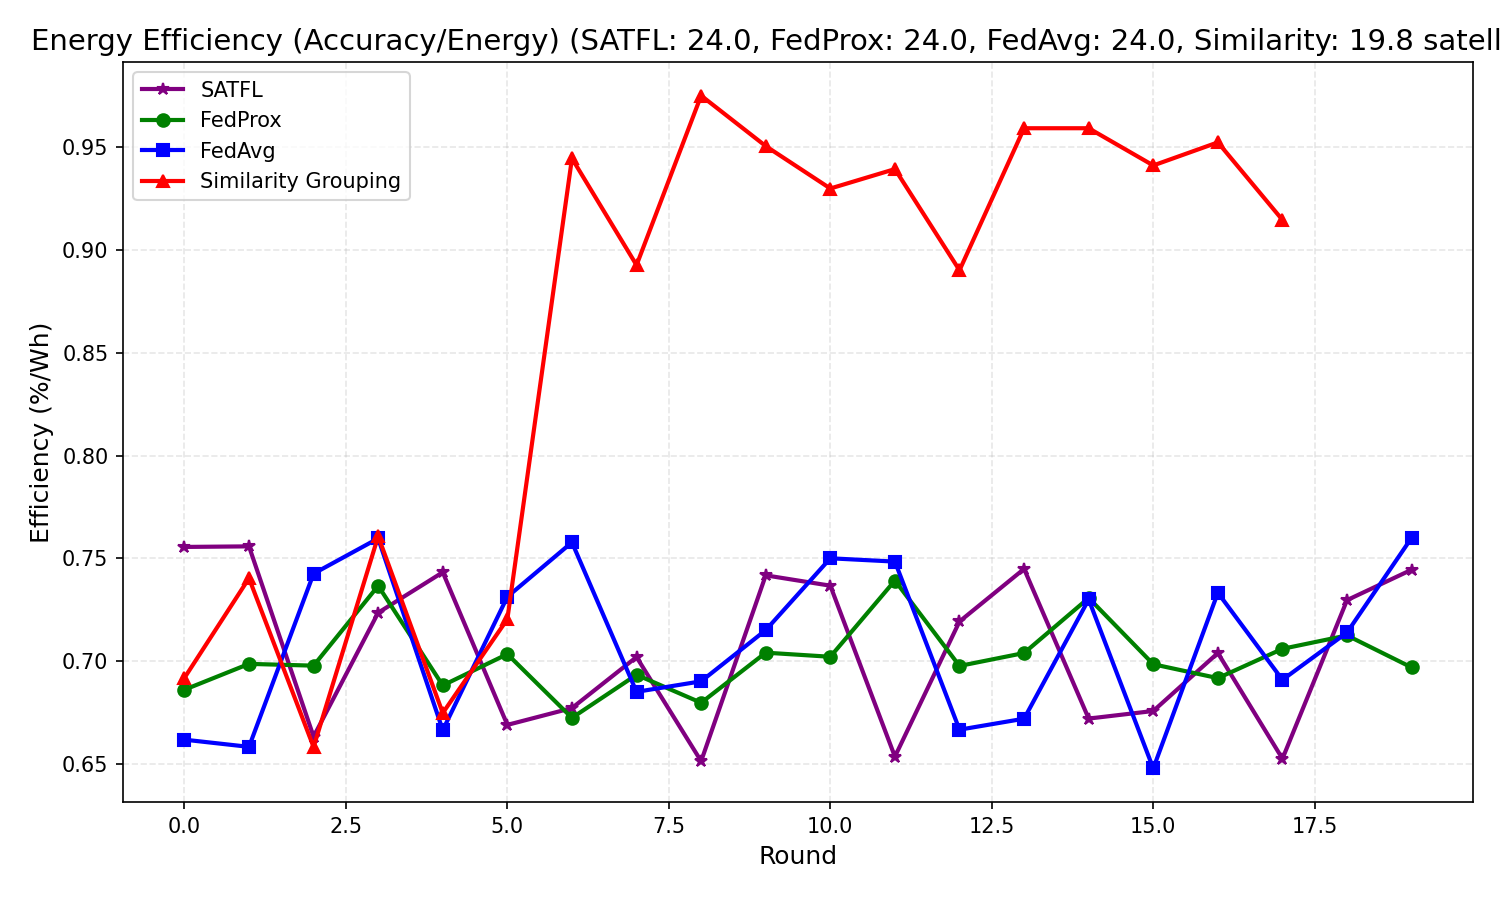 Energy Efficiency (Accuracy/Energy) (SATFL: 24.0, FedProx: 24.0, FedAvg: 24.0, Similarity: 19.8 satell
SATFL
FedProx
FedAvg
Similarity Grouping
Efficiency (%/Wh)
0.95
0.90
0.85
0.80
0.75
0.70
0.65
0.0 2.5 5.0 7.5 10.0 12.5 15.0 17.5
Round